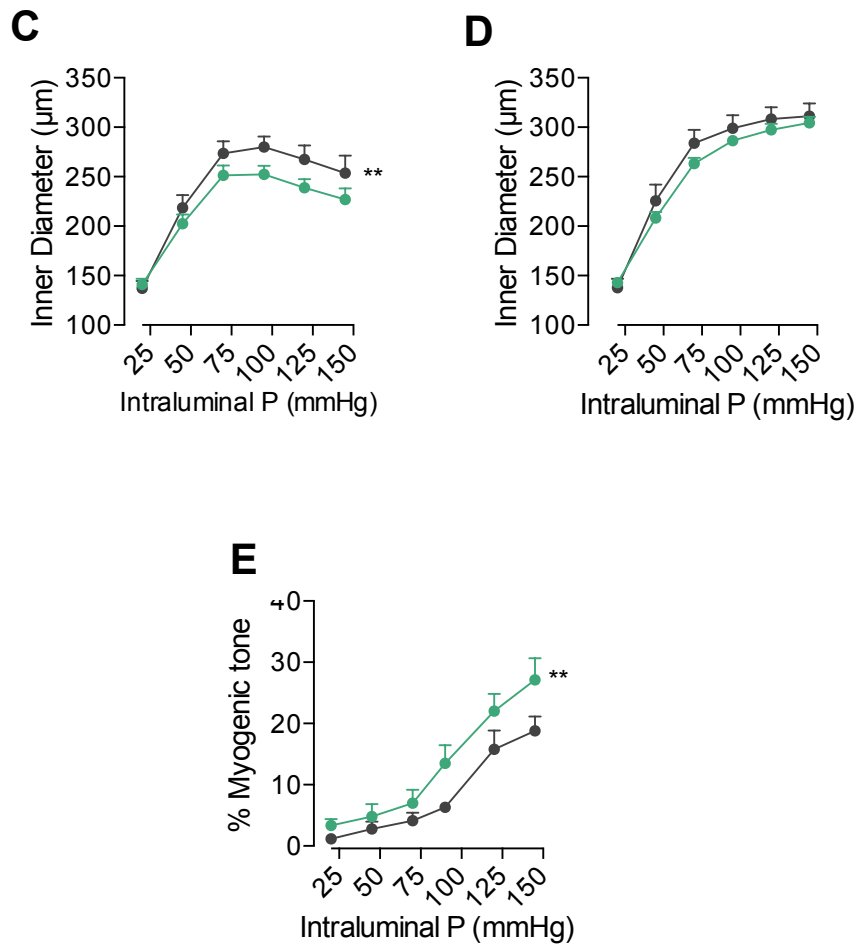 C
D
Inner Diameter (µm)
350
300
250
200
150
100
**
25 50 75 100 125 150
Intraluminal P (mmHg)
Inner Diameter (µm)
350
300
250
200
150
100
25 50 75 100 125 150
Intraluminal P (mmHg)
E
% Myogenic tone
40
30
20
10
0
**
25 50 75 100 125 150
Intraluminal P (mmHg)